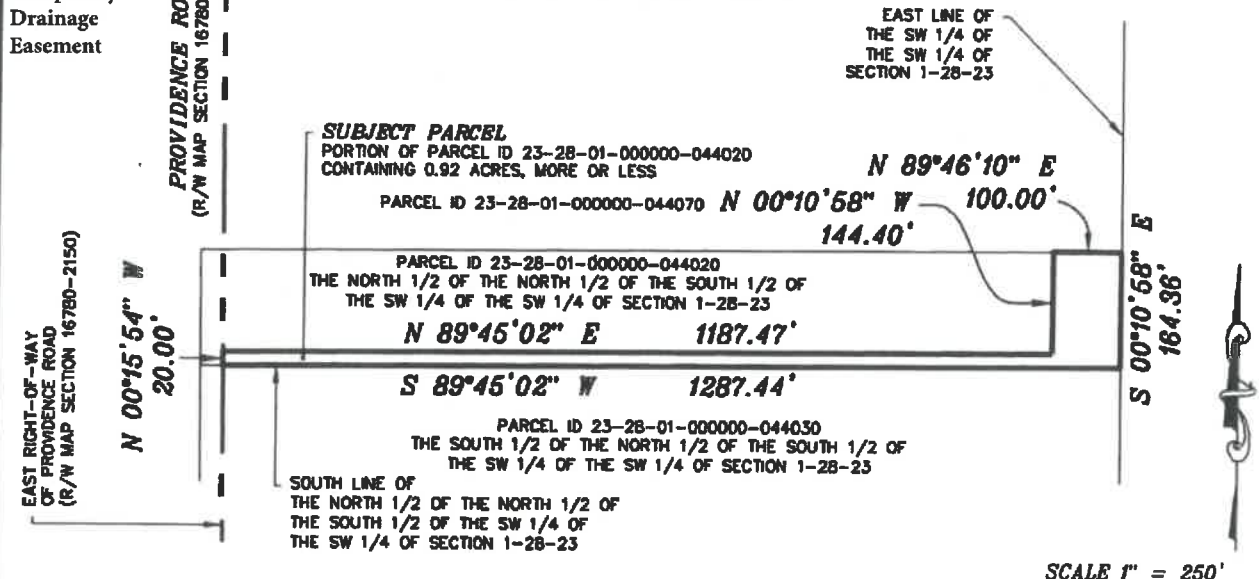 Drainage
Easement
PROVIDENCE RO
(R/W MAP SECTION 16780
EAST LINE OF
THE SW 1/4 OF
THE SW 1/4 OF
SECTION 1-28-23
SUBJECT PARCEL
PORTION OF PARCEL ID 23-28-01-000000-044020
CONTAINING 0.92 ACRES, MORE OR LESS
PARCEL ID 23-28-01-000000-044070
N 00°10'58" W
144.40'
N 89°46'10" E
100.00'
S 00°10'58" E
164.36'
PARCEL ID 23-28-01-000000-044020
THE NORTH 1/2 OF THE NORTH 1/2 OF THE SOUTH 1/2 OF
THE SW 1/4 OF THE SW 1/4 OF SECTION 1-28-23
N 89°45'02" E 1187.47'
S 89°45'02" W 1287.44'
N 00°15'54" W
20.00'
EAST RIGHT-OF-WAY
OF PROVIDENCE ROAD
(R/W MAP SECTION 16780-2150)
PARCEL ID 23-28-01-000000-044030
THE SOUTH 1/2 OF THE NORTH 1/2 OF THE SOUTH 1/2 OF
THE SW 1/4 OF THE SW 1/4 OF SECTION 1-28-23
SOUTH LINE OF
THE NORTH 1/2 OF THE NORTH 1/2 OF
THE SOUTH 1/2 OF THE SW 1/4 OF
THE SW 1/4 OF SECTION 1-28-23
SCALE 1" = 250'